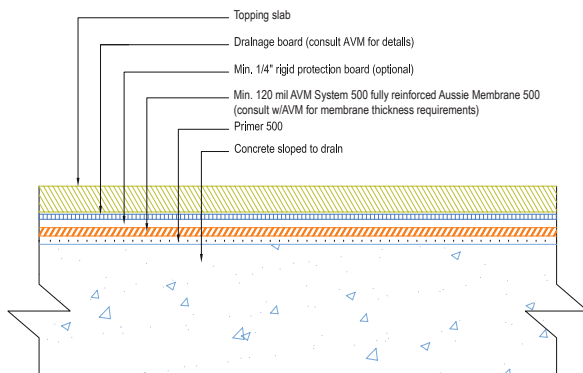 Topping slab
Drainage board (consult AVM for details)
Min. 1/4" rigid protection board (optional)
Min. 120 mil AVM System 500 fully reinforced Aussie Membrane 500
(consult w/AVM for membrane thickness requirements)
Primer 500
Concrete sloped to drain